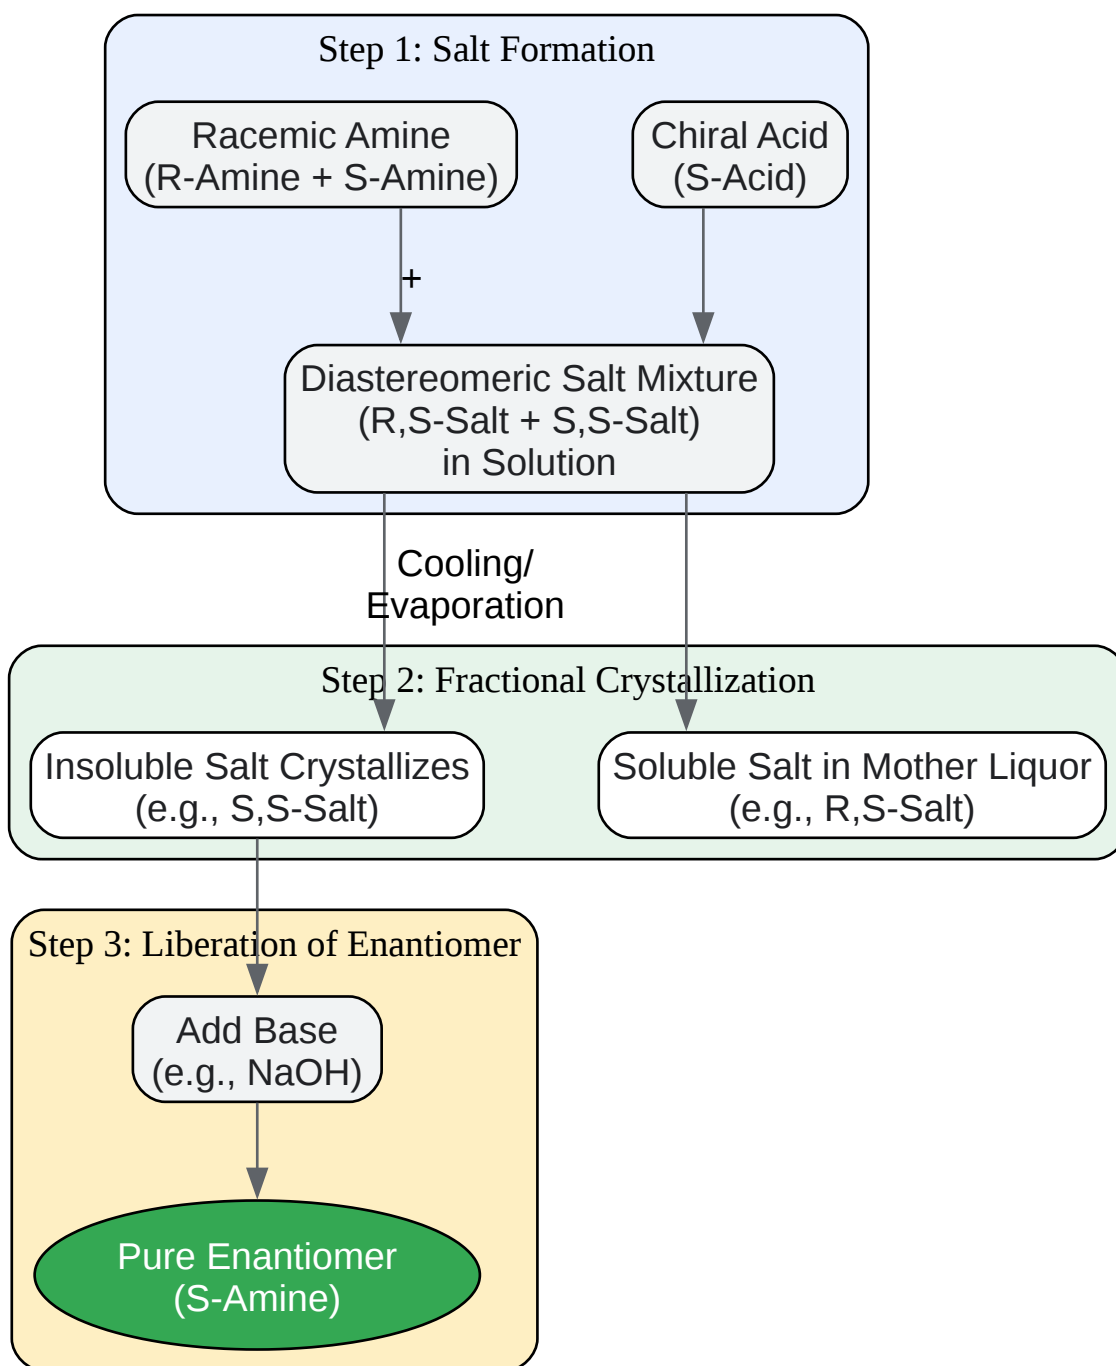 Step 1: Salt Formation
Racemic Amine
(R-Amine + S-Amine)
Chiral Acid
(S-Acid)
+
Diastereomeric Salt Mixture
(R,S-Salt + S,S-Salt)
in Solution
Cooling/
Evaporation
Step 2: Fractional Crystallization
Insoluble Salt Crystallizes
(e.g., S,S-Salt)
Soluble Salt in Mother Liquor
(e.g., R,S-Salt)
Step 3: Liberation of Enantiomer
Add Base
(e.g., NaOH)
Pure Enantiomer
(S-Amine)